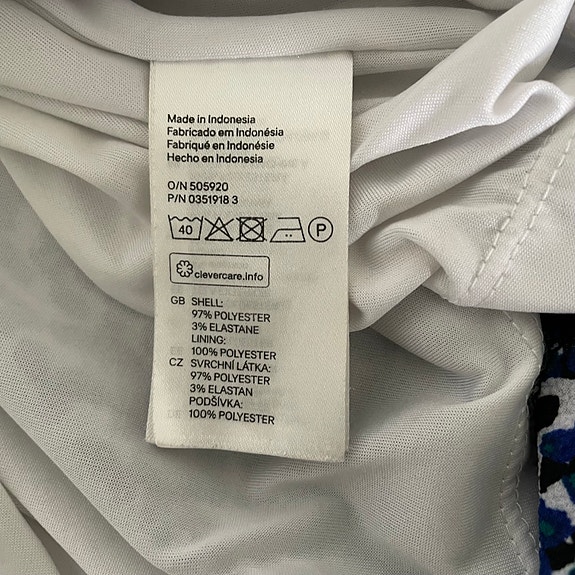 Made in Indonesia
Fabricado em Indonésia
Fabriqué en Indonésie
Hecho en Indonesia
O/N 505920
P/N 0351918 3
40 P
clevercare.info
GB SHELL:
97% POLYESTER
3% ELASTANE
LINING:
100% POLYESTER
CZ SVRCHNÍ LÁTKA:
97% POLYESTER
3% ELASTAN
PODŠÍVKA:
100% POLYESTER